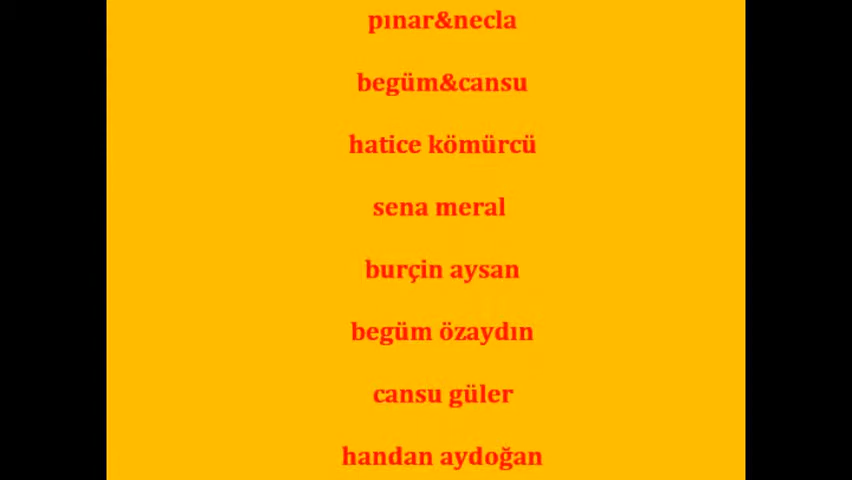 pınar&necla
begüm&cansu
hatice kömürcü
sena meral
burçin aysan
begüm özaydın
cansu güler
handan aydoğan